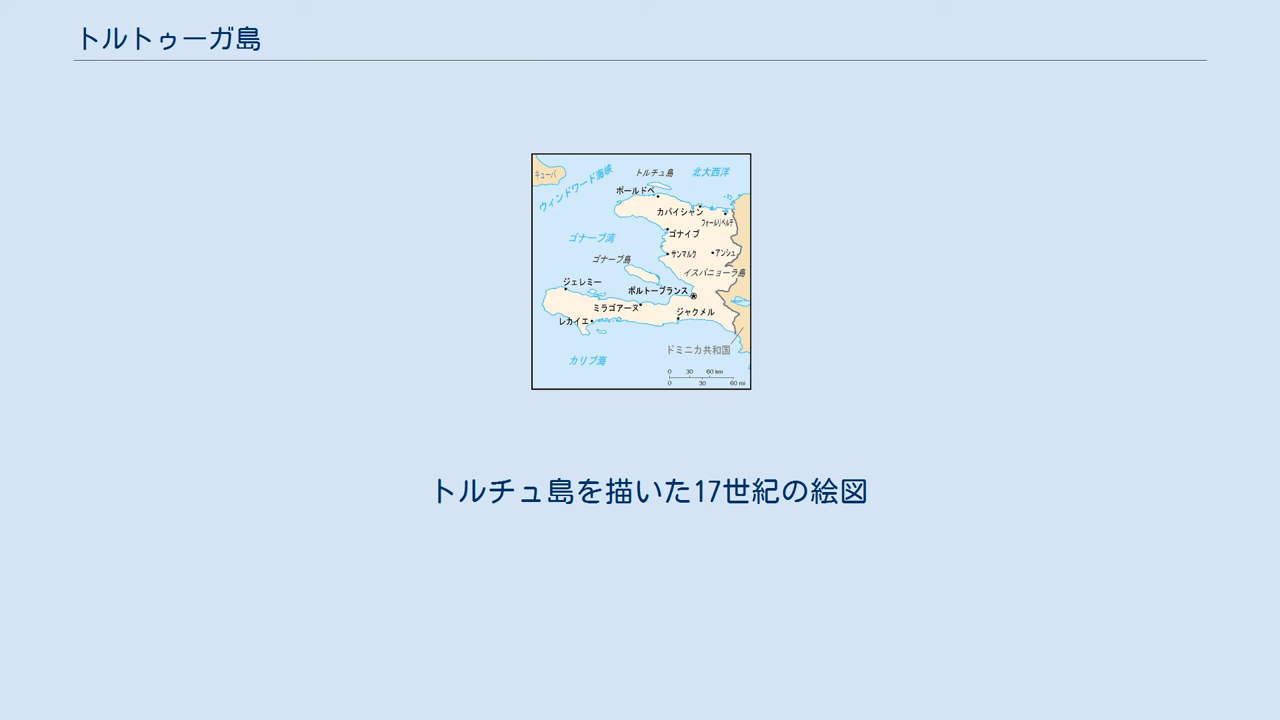 トルトゥーガ島
キューバ
ウィンドワード海峡
トルチュ島
北大西洋
ポールドペ
カパイシャン
フォールリベルテ
ゴナイブ
ゴナーブ湾
サンマルク
アンシュ
ゴナーブ島
イスパニョーラ島
ジェレミー
ポルトープランス
ミラゴアーヌ
ジャクメル
レカイエ
ドミニカ共和国
カリブ海
0 30 60 km
0 30 60 mi
トルチュ島を描いた17世紀の絵図